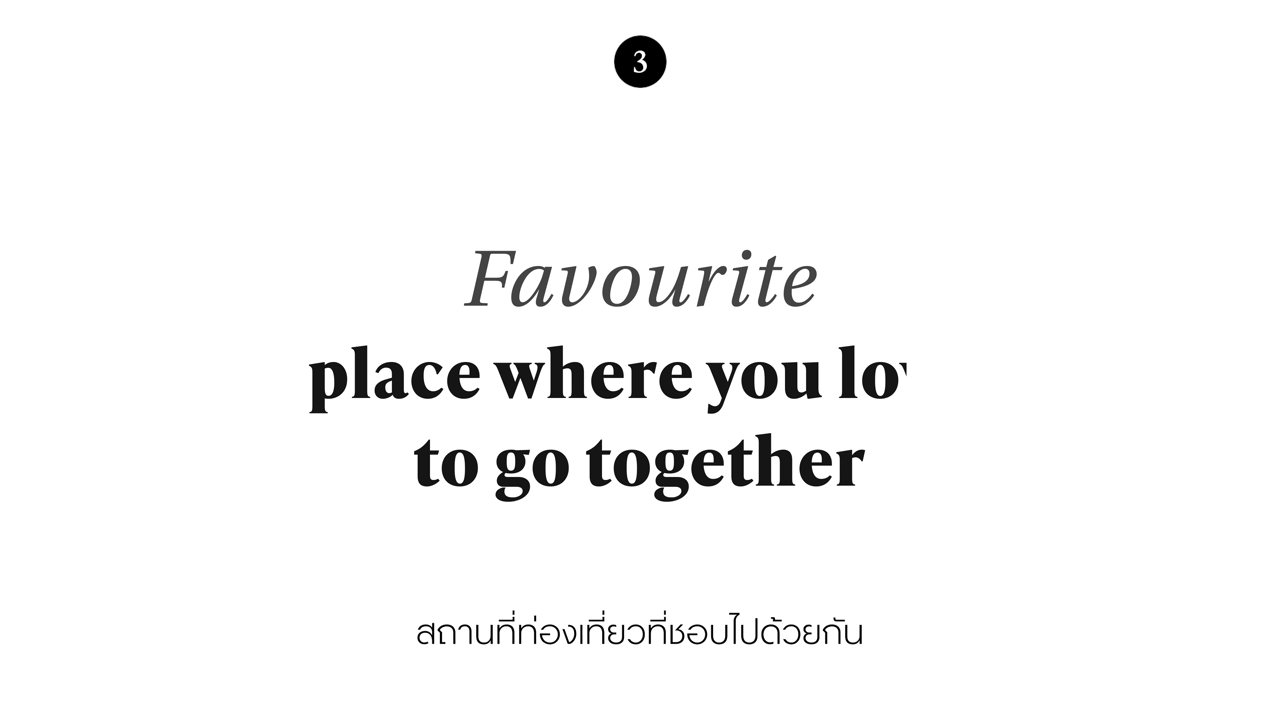 3
Favourite
place where you lov
to go together
สถานที่ท่องเที่ยวที่ชอบไปด้วยกัน